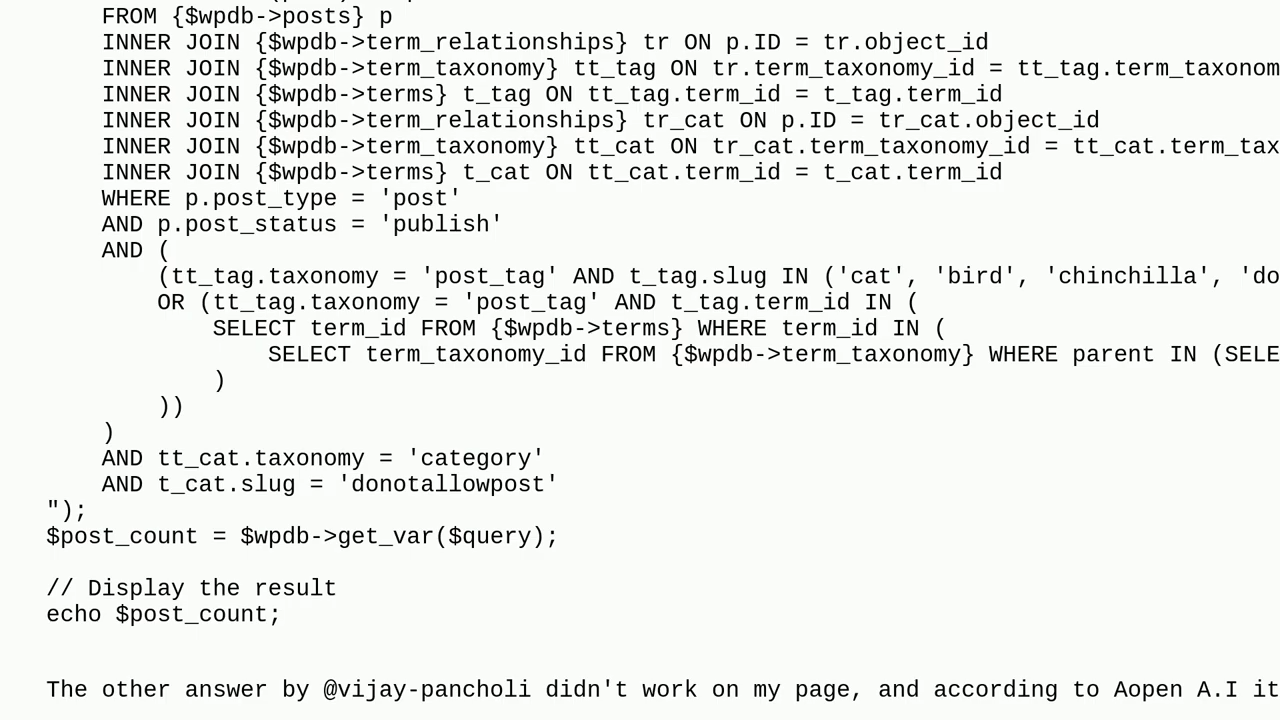 FROM {$wpdb->posts} p
INNER JOIN {$wpdb->term_relationships} tr ON p.ID = tr.object_id
INNER JOIN {$wpdb->term_taxonomy} tt_tag ON tr.term_taxonomy_id = tt_tag.term_taxonom
INNER JOIN {$wpdb->terms} t_tag ON tt_tag.term_id = t_tag.term_id
INNER JOIN {$wpdb->term_relationships} tr_cat ON p.ID = tr_cat.object_id
INNER JOIN {$wpdb->term_taxonomy} tt_cat ON tr_cat.term_taxonomy_id = tt_cat.term_tax
INNER JOIN {$wpdb->terms} t_cat ON tt_cat.term_id = t_cat.term_id
WHERE p.post_type = 'post'
AND p.post_status = 'publish'
AND (
(tt_tag.taxonomy = 'post_tag' AND t_tag.slug IN ('cat', 'bird', 'chinchilla', 'do
OR (tt_tag.taxonomy = 'post_tag' AND t_tag.term_id IN (
SELECT term_id FROM {$wpdb->terms} WHERE term_id IN (
SELECT term_taxonomy_id FROM {$wpdb->term_taxonomy} WHERE parent IN (SELE
)
))
)
AND tt_cat.taxonomy = 'category'
AND t_cat.slug = 'donotallowpost'
");
$post_count = $wpdb->get_var($query);
// Display the result
echo $post_count;
The other answer by @vijay-pancholi didn't work on my page, and according to Aopen A.I it